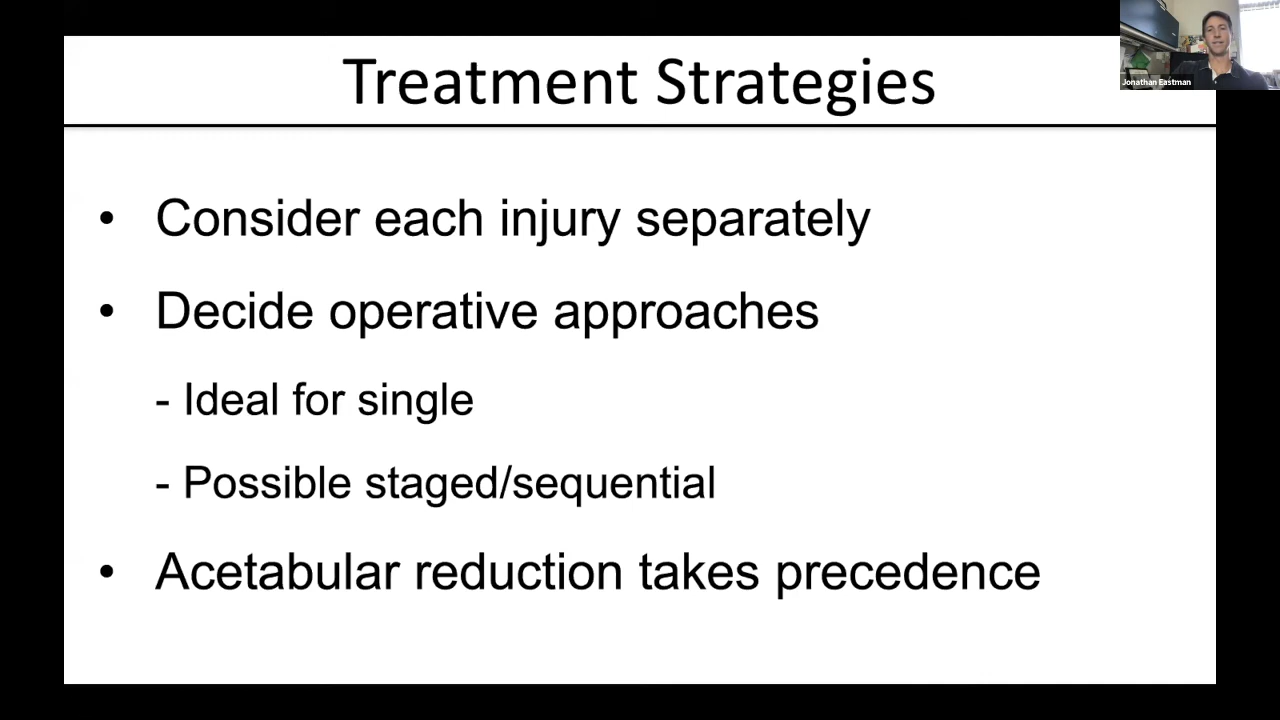 Treatment Strategies
Jonathan Eastman
• Consider each injury separately
• Decide operative approaches
- Ideal for single
- Possible staged/sequential
• Acetabular reduction takes precedence